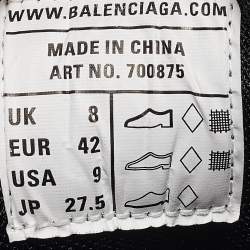 WWW.BALENCIAGA.COM
MADE IN CHINA
ART NO. 700875
UK 8
EUR 42
USA 9
JP 27.5